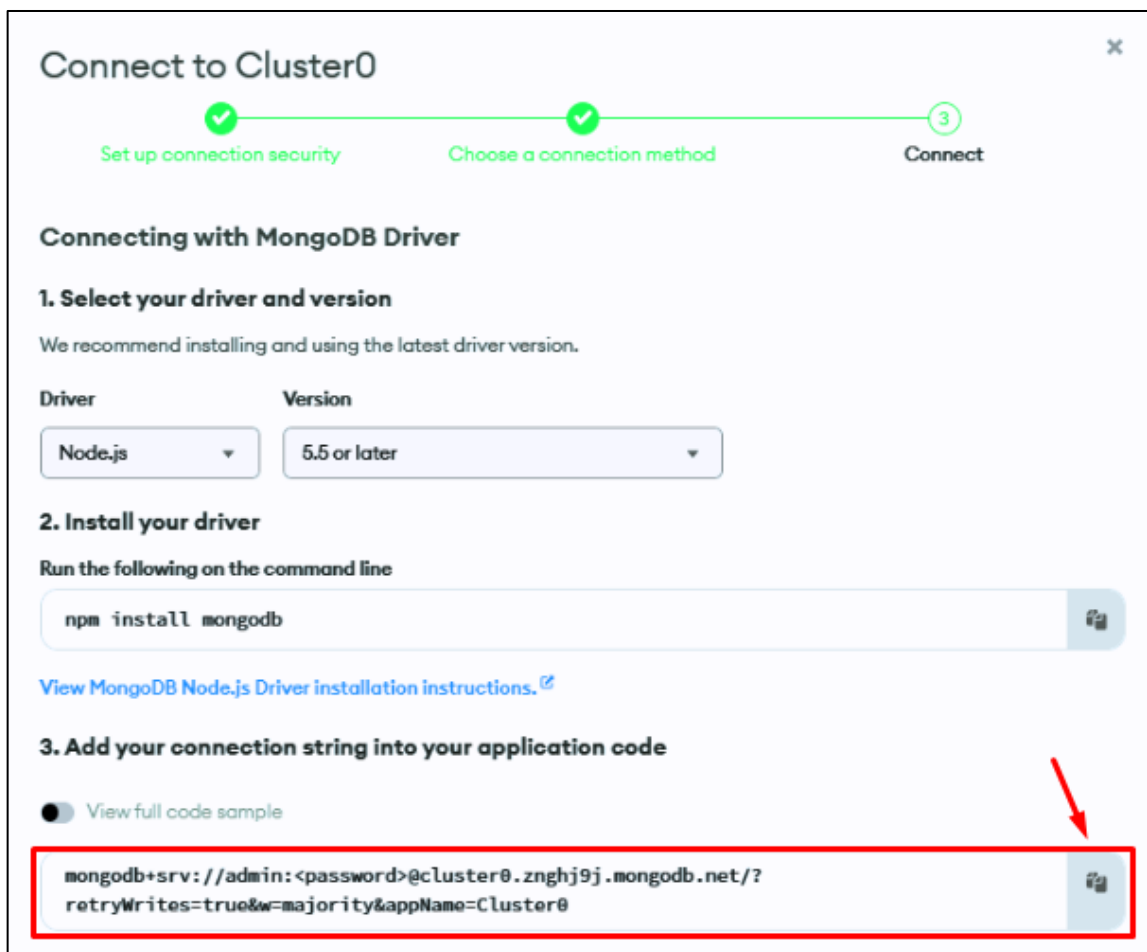 Connect to Cluster0
3
Set up connection security
Choose a connection method
Connect
Connecting with MongoDB Driver
1. Select your driver and version
We recommend installing and using the latest driver version.
Driver
Version
Node.js
5.5 or later
2. Install your driver
Run the following on the command line
npm install mongodb
View MongoDB Node.js Driver installation instructions.
3. Add your connection string into your application code
View full code sample
mongodb+srv://admin:<password>@cluster0.znghj9j.mongodb.net/?
retryWrites=true&w=majority&appName=Cluster0